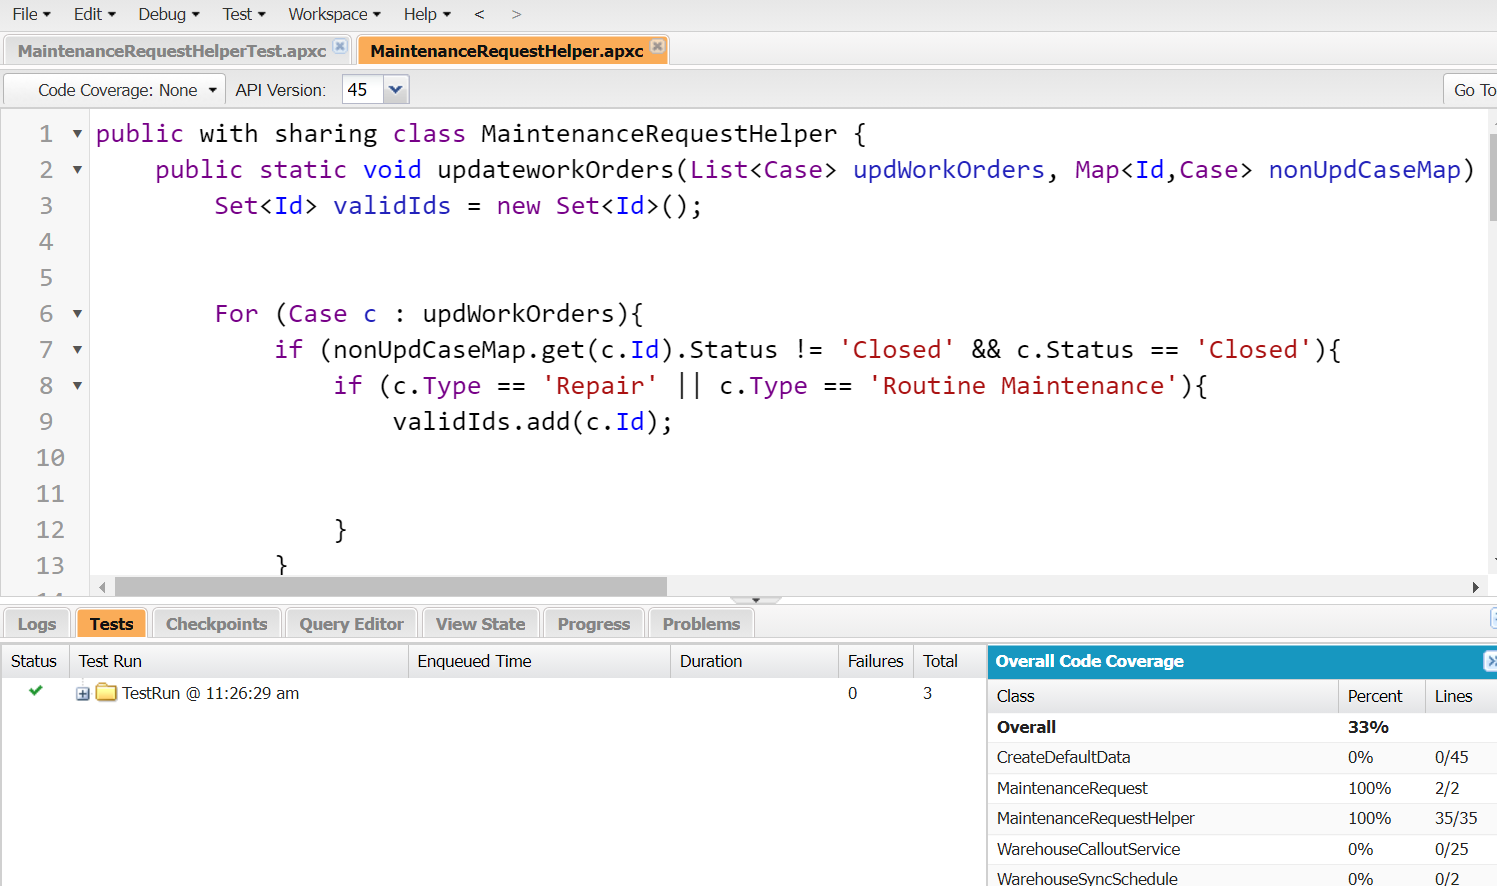 File Edit Debug Test Workspace Help < >
MaintenanceRequestHelperTest.apxc MaintenanceRequestHelper.apxc
Code Coverage: None API Version: 45 Go To
1 public with sharing class MaintenanceRequestHelper {
2 public static void updateworkOrders(List<Case> updWorkOrders, Map<Id,Case> nonUpdCaseMap)
3 Set<Id> validIds = new Set<Id>();
4
5
6 For (Case c : updWorkOrders){
7 if (nonUpdCaseMap.get(c.Id).Status != 'Closed' && c.Status == 'Closed'){
8 if (c.Type == 'Repair' || c.Type == 'Routine Maintenance'){
9 validIds.add(c.Id);
10
11
12 }
13 }
Logs Tests Checkpoints Query Editor View State Progress Problems
Status Test Run Enqueued Time Duration Failures Total
TestRun @ 11:26:29 am 0 3
Overall Code Coverage
Class Percent Lines
Overall 33%
CreateDefaultData 0% 0/45
MaintenanceRequest 100% 2/2
MaintenanceRequestHelper 100% 35/35
WarehouseCalloutService 0% 0/25
WarehouseSyncSchedule 0% 0/2